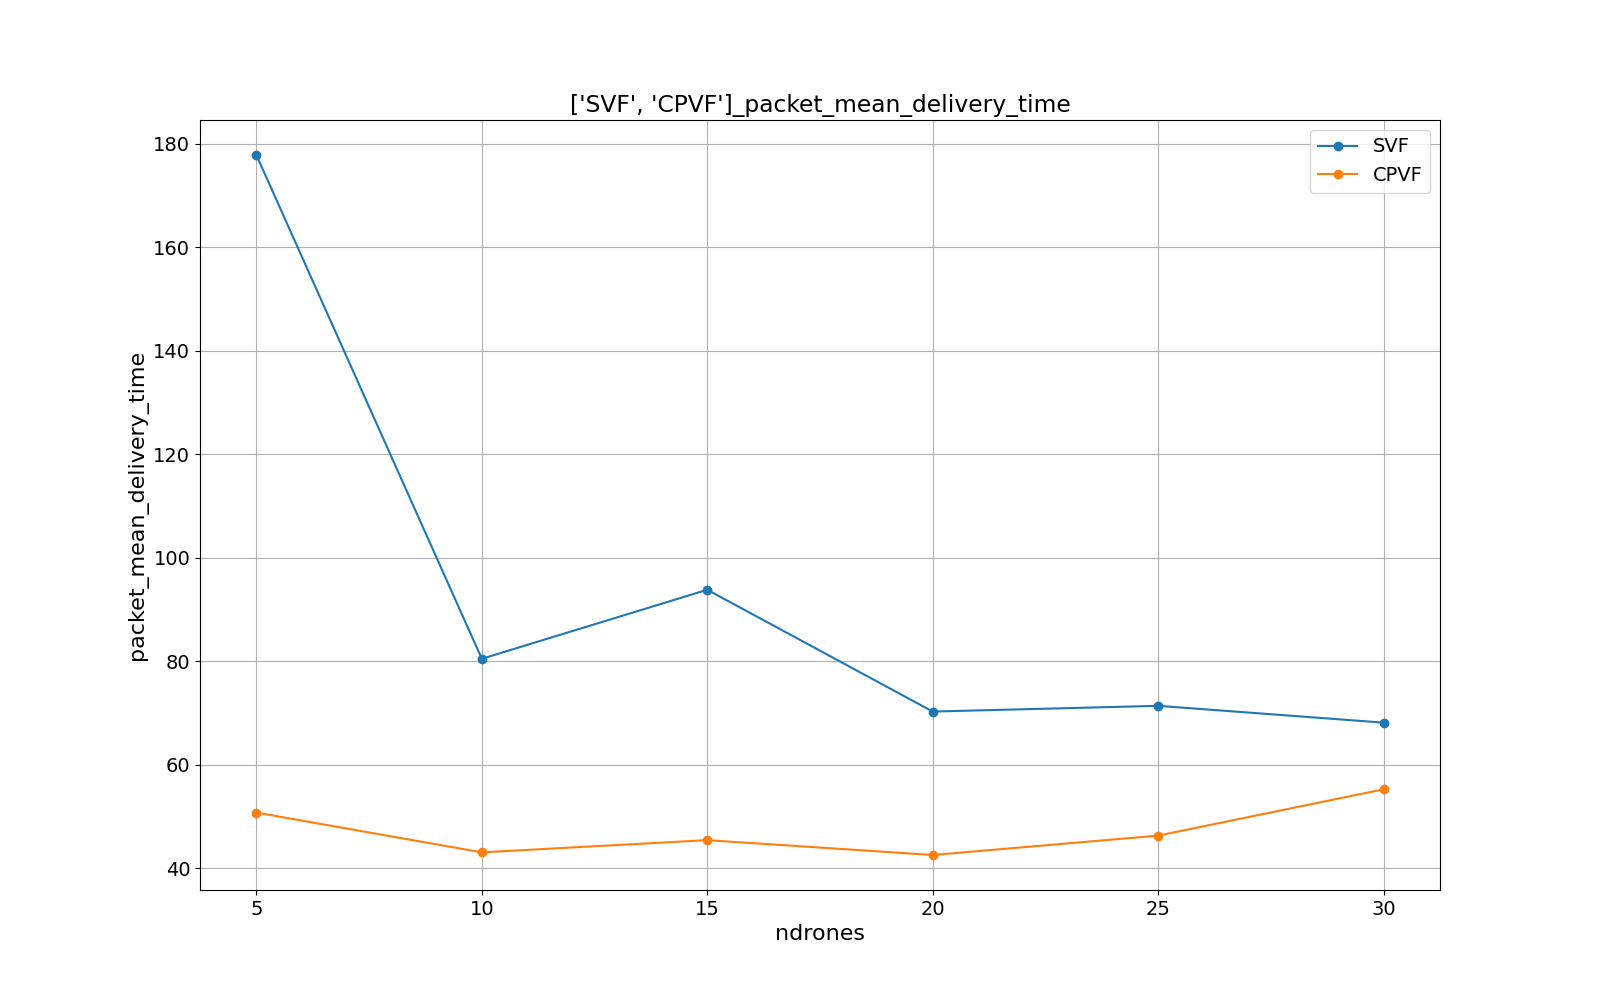 ['SVF', 'CPVF']_packet_mean_delivery_time
SVF
CPVF
packet_mean_delivery_time
180
160
140
120
100
80
60
40
5 10 15 20 25 30
ndrones